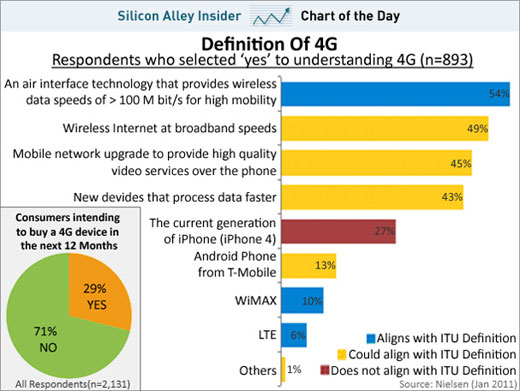 Silicon Alley Insider
Chart of the Day
Definition Of 4G
Respondents who selected 'yes' to understanding 4G (n=893)
An air interface technology that provides wireless
data speeds of > 100 M bit/s for high mobility
54%
Wireless Internet at broadband speeds
49%
Mobile network upgrade to provide high quality
video services over the phone
45%
New devides that process data faster
43%
The current generation
of iPhone (iPhone 4)
27%
Android Phone
from T-Mobile
13%
WiMAX
10%
LTE
6%
Others
1%
Consumers intending
to buy a 4G device in
the next 12 Months
29%
YES
71%
NO
All Respondents(n=2,131)
Aligns with ITU Definition
Could align with ITU Definition
Does not align with ITU Definition
Source: Nielsen (Jan 2011)